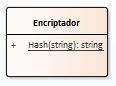 Encriptador
+ Hash(string): string